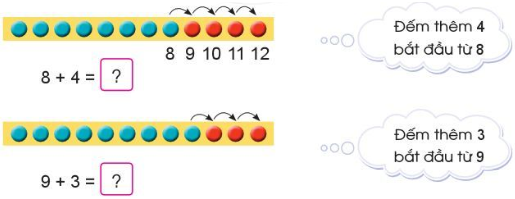 Đếm thêm 4
bắt đầu từ 8
8 9 10 11 12
8 + 4 = ?
Đếm thêm 3
bắt đầu từ 9
9 + 3 = ?